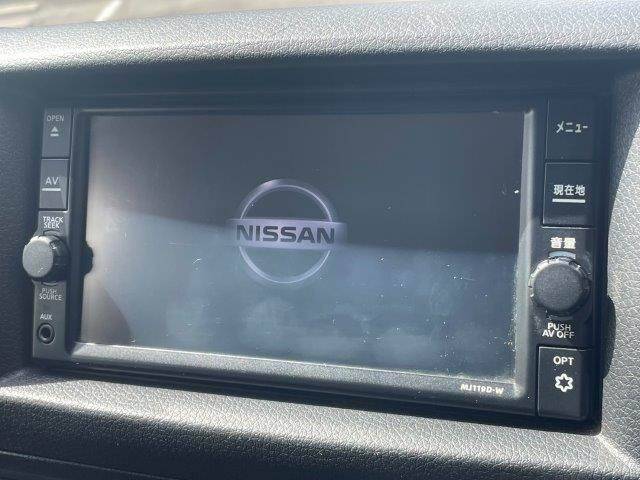 OPEN
AV
TRACK
SEEK
PUSH
SOURCE
AUX
NISSAN
メニュー
現在地
音量
PUSH
AV OFF
OPT
MJ119D-W